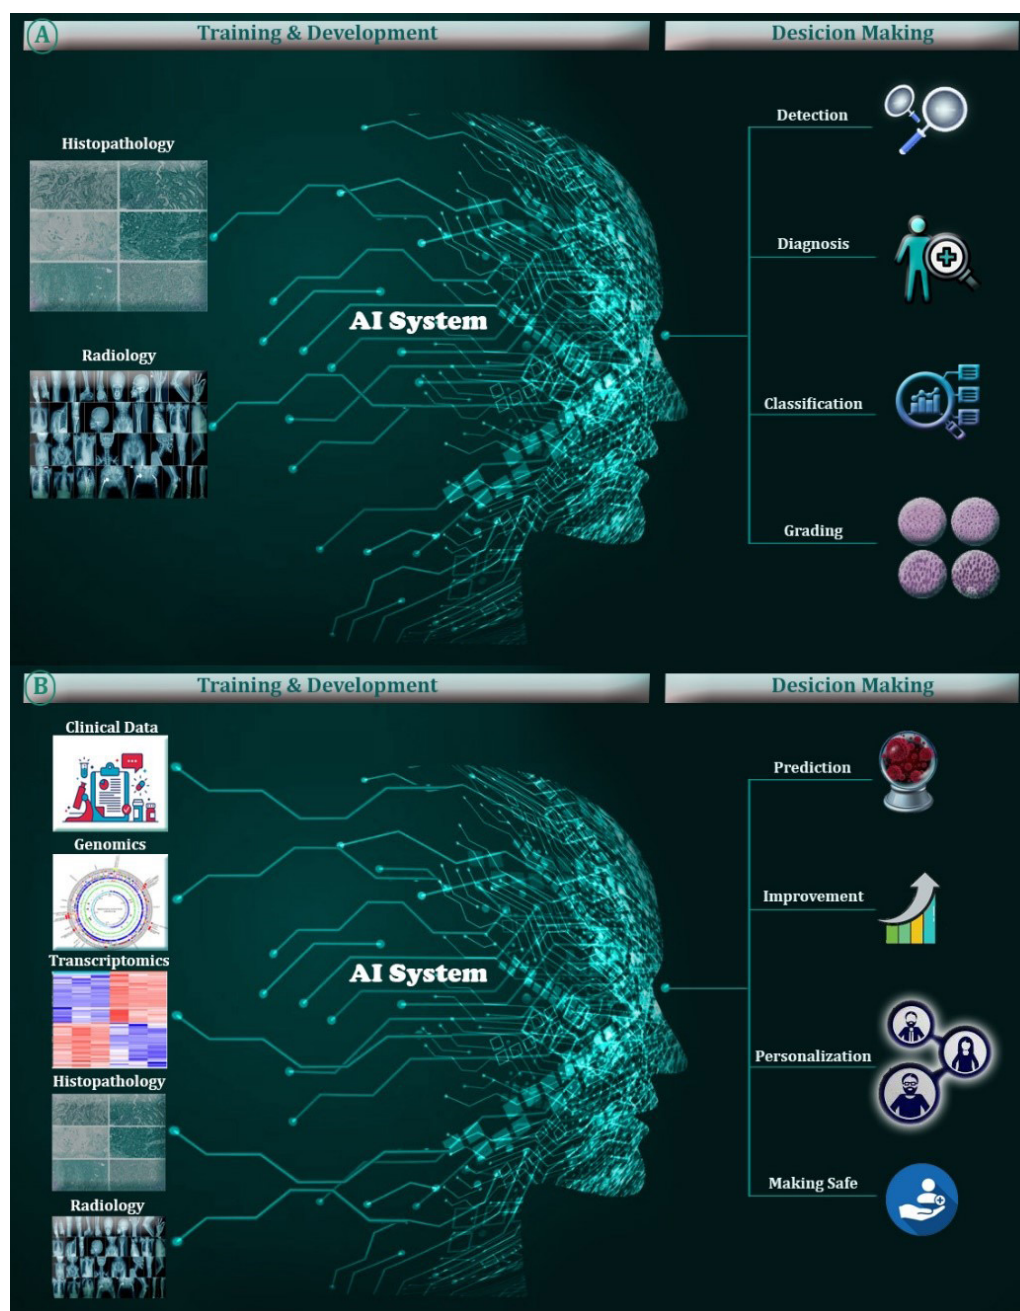 A
Training & Development
Desicion Making
Histopathology
Radiology
AI System
Detection
Diagnosis
Classification
Grading
B
Training & Development
Desicion Making
Clinical Data
Genomics
Transcriptomics
Histopathology
Radiology
AI System
Prediction
Improvement
Personalization
Making Safe